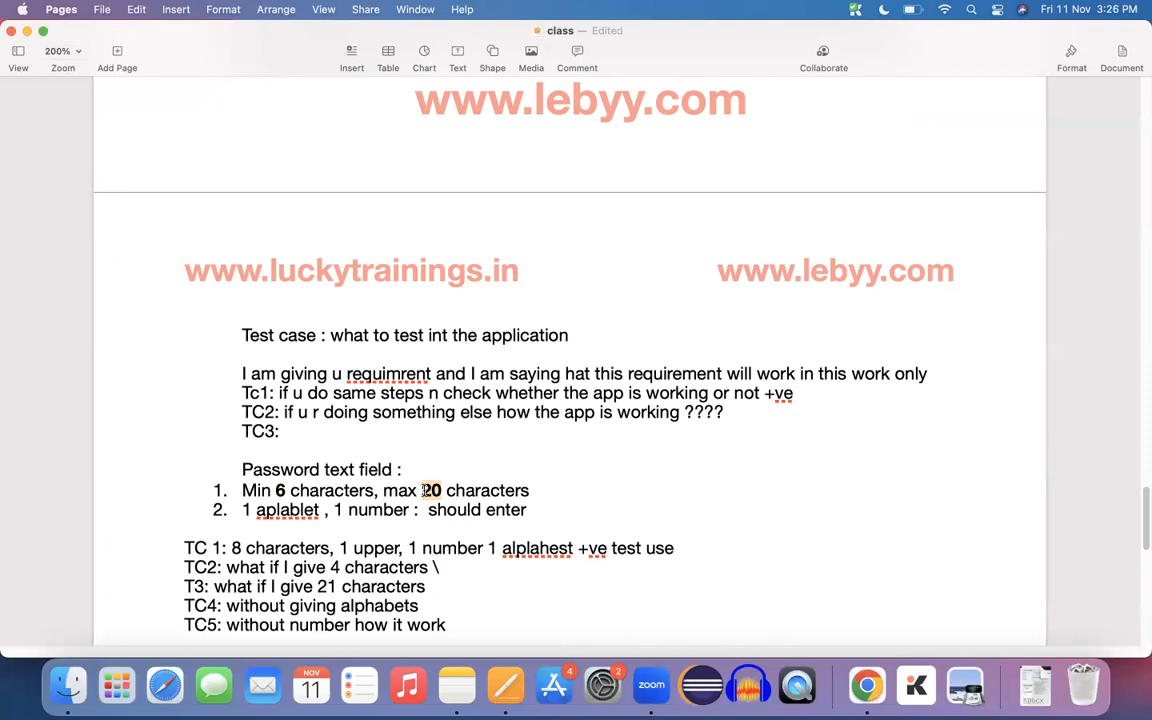 Pages File Edit Insert Format Arrange View Share Window Help Fri 11 Nov 3:26 PM
class — Edited
200%
View Zoom Add Page Insert Table Chart Text Shape Media Comment Collaborate Format Document
www.lebyy.com
www.luckytrainings.in www.lebyy.com
Test case : what to test int the application
I am giving u requimrent and I am saying hat this requirement will work in this work only
Tc1: if u do same steps n check whether the app is working or not +ve
TC2: if u r doing something else how the app is working ????
TC3:
Password text field :
1. Min 6 characters, max 20 characters
2. 1 aplablet , 1 number : should enter
TC 1: 8 characters, 1 upper, 1 number 1 alplahest +ve test use
TC2: what if I give 4 characters \
T3: what if I give 21 characters
TC4: without giving alphabets
TC5: without number how it work
NOV
11
4
2
zoom